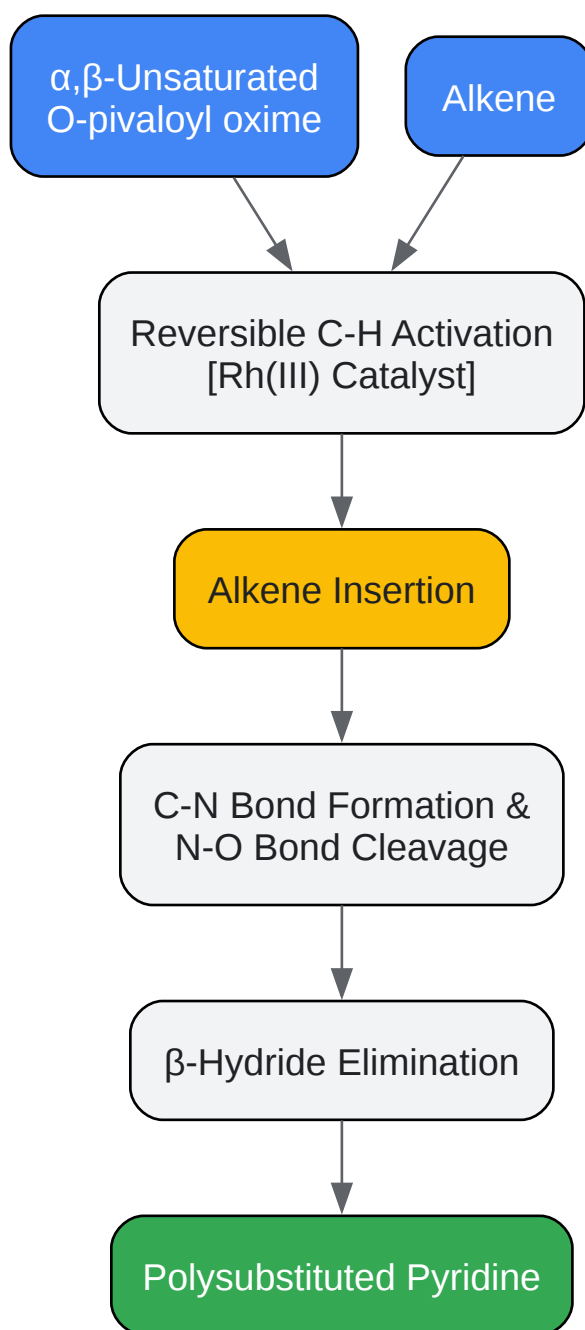 α,β-Unsaturated
O-pivaloyl oxime
Alkene
Reversible C-H Activation
[Rh(III) Catalyst]
Alkene Insertion
C-N Bond Formation &
N-O Bond Cleavage
β-Hydride Elimination
Polysubstituted Pyridine